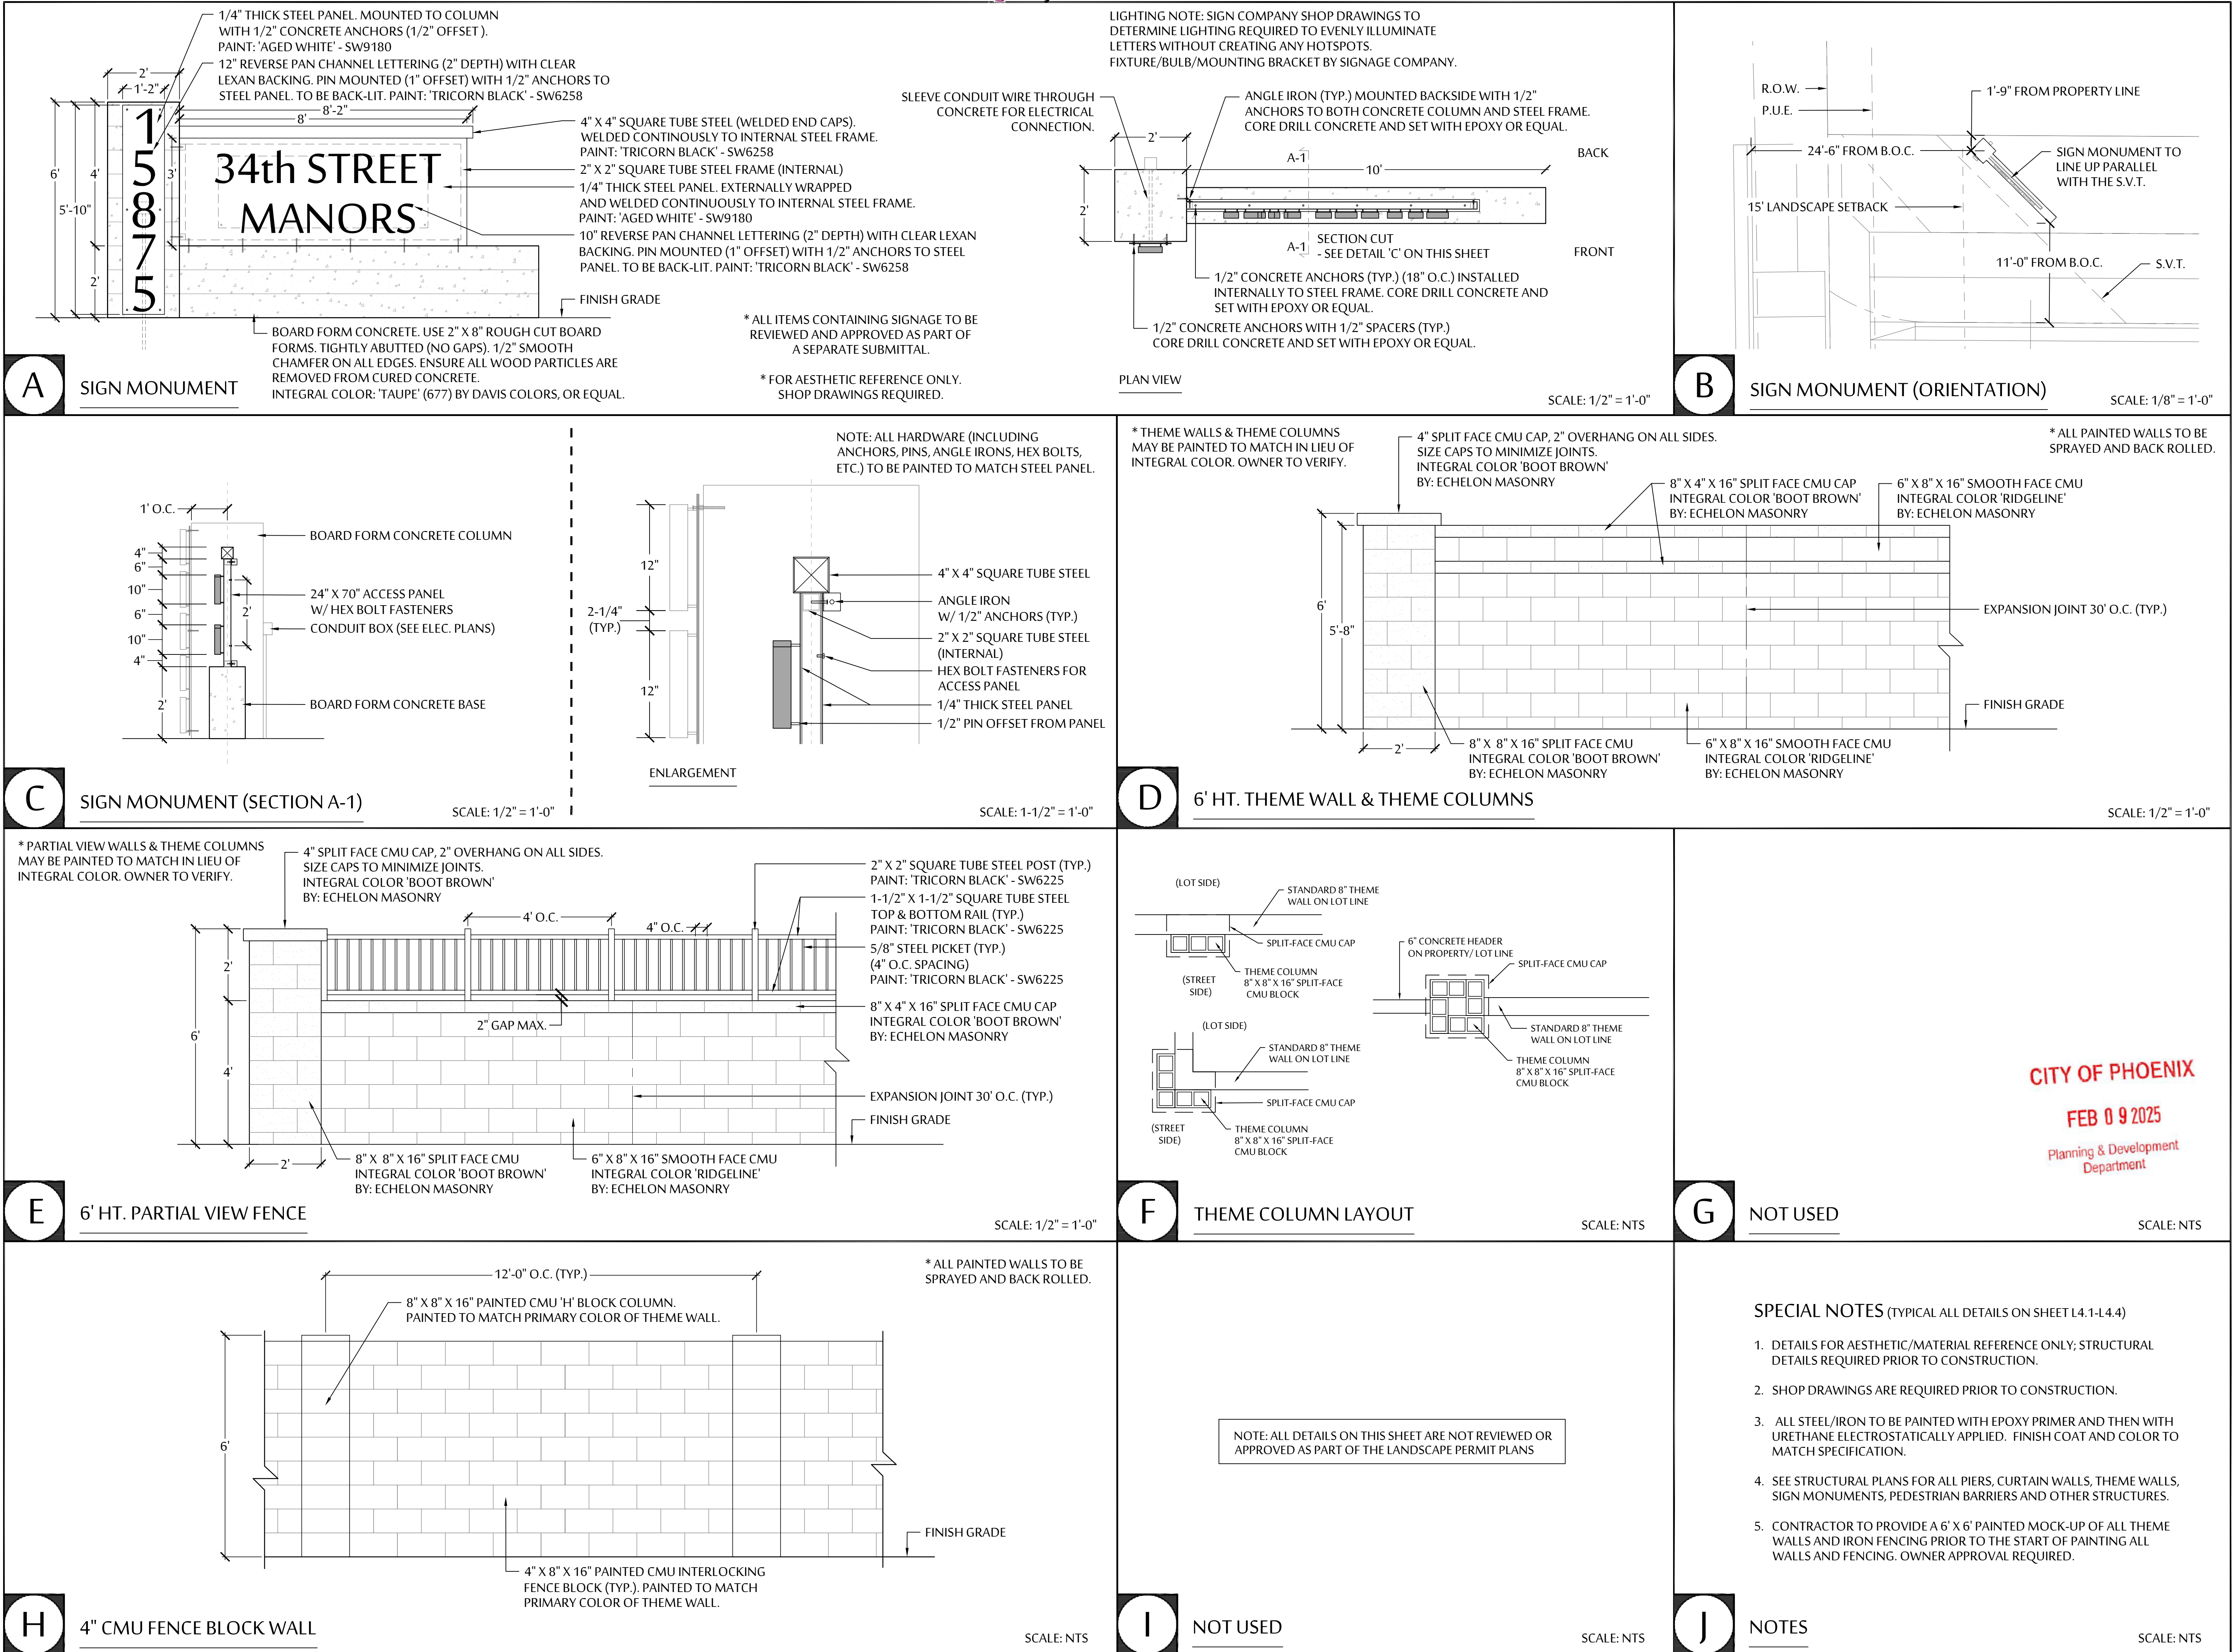 1/4" THICK STEEL PANEL. MOUNTED TO COLUMN
WITH 1/2" CONCRETE ANCHORS (1/2" OFFSET ).
PAINT: 'AGED WHITE' - SW9180
12" REVERSE PAN CHANNEL LETTERING (2" DEPTH) WITH CLEAR
LEXAN BACKING. PIN MOUNTED (1" OFFSET) WITH 1/2" ANCHORS TO
STEEL PANEL. TO BE BACK-LIT. PAINT: 'TRICORN BLACK' - SW6258
2'
1'-2"
8'-2"
8'
6'
5'-10"
4'
2'
3'
1
5
8
7
5
34th STREET
MANORS
4" X 4" SQUARE TUBE STEEL (WELDED END CAPS).
WELDED CONTINOUSLY TO INTERNAL STEEL FRAME.
PAINT: 'TRICORN BLACK' - SW6258
2" X 2" SQUARE TUBE STEEL FRAME (INTERNAL)
1/4" THICK STEEL PANEL. EXTERNALLY WRAPPED
AND WELDED CONTINUOUSLY TO INTERNAL STEEL FRAME.
PAINT: 'AGED WHITE' - SW9180
10" REVERSE PAN CHANNEL LETTERING (2" DEPTH) WITH CLEAR LEXAN
BACKING. PIN MOUNTED (1" OFFSET) WITH 1/2" ANCHORS TO STEEL
PANEL. TO BE BACK-LIT. PAINT: 'TRICORN BLACK' - SW6258
FINISH GRADE
BOARD FORM CONCRETE. USE 2" X 8" ROUGH CUT BOARD
FORMS. TIGHTLY ABUTTED (NO GAPS). 1/2" SMOOTH
CHAMFER ON ALL EDGES. ENSURE ALL WOOD PARTICLES ARE
REMOVED FROM CURED CONCRETE.
INTEGRAL COLOR: 'TAUPE' (677) BY DAVIS COLORS, OR EQUAL.
* ALL ITEMS CONTAINING SIGNAGE TO BE
REVIEWED AND APPROVED AS PART OF
A SEPARATE SUBMITTAL.
* FOR AESTHETIC REFERENCE ONLY.
SHOP DRAWINGS REQUIRED.
LIGHTING NOTE: SIGN COMPANY SHOP DRAWINGS TO
DETERMINE LIGHTING REQUIRED TO EVENLY ILLUMINATE
LETTERS WITHOUT CREATING ANY HOTSPOTS.
FIXTURE/BULB/MOUNTING BRACKET BY SIGNAGE COMPANY.
SLEEVE CONDUIT WIRE THROUGH
CONCRETE FOR ELECTRICAL
CONNECTION.
ANGLE IRON (TYP.) MOUNTED BACKSIDE WITH 1/2"
ANCHORS TO BOTH CONCRETE COLUMN AND STEEL FRAME.
CORE DRILL CONCRETE AND SET WITH EPOXY OR EQUAL.
2'
A-1
BACK
10'
2'
A-1
SECTION CUT
- SEE DETAIL 'C' ON THIS SHEET
FRONT
1/2" CONCRETE ANCHORS (TYP.) (18" O.C.) INSTALLED
INTERNALLY TO STEEL FRAME. CORE DRILL CONCRETE AND
SET WITH EPOXY OR EQUAL.
1/2" CONCRETE ANCHORS WITH 1/2" SPACERS (TYP.)
CORE DRILL CONCRETE AND SET WITH EPOXY OR EQUAL.
PLAN VIEW
A
SIGN MONUMENT
SCALE: 1/2" = 1'-0"
R.O.W.
P.U.E.
1'-9" FROM PROPERTY LINE
24'-6" FROM B.O.C.
SIGN MONUMENT TO
LINE UP PARALLEL
WITH THE S.V.T.
15' LANDSCAPE SETBACK
11'-0" FROM B.O.C.
S.V.T.
B
SIGN MONUMENT (ORIENTATION)
SCALE: 1/8" = 1'-0"
1' O.C.
4"
6"
10"
6"
10"
4"
2'
2'
BOARD FORM CONCRETE COLUMN
24" X 70" ACCESS PANEL
W/ HEX BOLT FASTENERS
CONDUIT BOX (SEE ELEC. PLANS)
BOARD FORM CONCRETE BASE
C
SIGN MONUMENT (SECTION A-1)
SCALE: 1/2" = 1'-0"
NOTE: ALL HARDWARE (INCLUDING
ANCHORS, PINS, ANGLE IRONS, HEX BOLTS,
ETC.) TO BE PAINTED TO MATCH STEEL PANEL.
12"
2-1/4"
(TYP.)
12"
4" X 4" SQUARE TUBE STEEL
ANGLE IRON
W/ 1/2" ANCHORS (TYP.)
2" X 2" SQUARE TUBE STEEL
(INTERNAL)
HEX BOLT FASTENERS FOR
ACCESS PANEL
1/4" THICK STEEL PANEL
1/2" PIN OFFSET FROM PANEL
ENLARGEMENT
SCALE: 1-1/2" = 1'-0"
* THEME WALLS & THEME COLUMNS
MAY BE PAINTED TO MATCH IN LIEU OF
INTEGRAL COLOR. OWNER TO VERIFY.
4" SPLIT FACE CMU CAP, 2" OVERHANG ON ALL SIDES.
SIZE CAPS TO MINIMIZE JOINTS.
INTEGRAL COLOR 'BOOT BROWN'
BY: ECHELON MASONRY
* ALL PAINTED WALLS TO BE
SPRAYED AND BACK ROLLED.
8" X 4" X 16" SPLIT FACE CMU CAP
INTEGRAL COLOR 'BOOT BROWN'
BY: ECHELON MASONRY
6" X 8" X 16" SMOOTH FACE CMU
INTEGRAL COLOR 'RIDGELINE'
BY: ECHELON MASONRY
6'
5'-8"
EXPANSION JOINT 30' O.C. (TYP.)
FINISH GRADE
2'
8" X 8" X 16" SPLIT FACE CMU
INTEGRAL COLOR 'BOOT BROWN'
BY: ECHELON MASONRY
6" X 8" X 16" SMOOTH FACE CMU
INTEGRAL COLOR 'RIDGELINE'
BY: ECHELON MASONRY
D
6' HT. THEME WALL & THEME COLUMNS
SCALE: 1/2" = 1'-0"
* PARTIAL VIEW WALLS & THEME COLUMNS
MAY BE PAINTED TO MATCH IN LIEU OF
INTEGRAL COLOR. OWNER TO VERIFY.
4" SPLIT FACE CMU CAP, 2" OVERHANG ON ALL SIDES.
SIZE CAPS TO MINIMIZE JOINTS.
INTEGRAL COLOR 'BOOT BROWN'
BY: ECHELON MASONRY
4' O.C.
4" O.C.
2" X 2" SQUARE TUBE STEEL POST (TYP.)
PAINT: 'TRICORN BLACK' - SW6225
1-1/2" X 1-1/2" SQUARE TUBE STEEL
TOP & BOTTOM RAIL (TYP.)
PAINT: 'TRICORN BLACK' - SW6225
5/8" STEEL PICKET (TYP.)
(4" O.C. SPACING)
PAINT: 'TRICORN BLACK' - SW6225
8" X 4" X 16" SPLIT FACE CMU CAP
INTEGRAL COLOR 'BOOT BROWN'
BY: ECHELON MASONRY
2'
6'
4'
2" GAP MAX.
EXPANSION JOINT 30' O.C. (TYP.)
FINISH GRADE
2'
8" X 8" X 16" SPLIT FACE CMU
INTEGRAL COLOR 'BOOT BROWN'
BY: ECHELON MASONRY
6" X 8" X 16" SMOOTH FACE CMU
INTEGRAL COLOR 'RIDGELINE'
BY: ECHELON MASONRY
E
6' HT. PARTIAL VIEW FENCE
SCALE: 1/2" = 1'-0"
(LOT SIDE)
STANDARD 8" THEME
WALL ON LOT LINE
SPLIT-FACE CMU CAP
(STREET
SIDE)
THEME COLUMN
8" X 8" X 16" SPLIT-FACE
CMU BLOCK
6" CONCRETE HEADER
ON PROPERTY/ LOT LINE
SPLIT-FACE CMU CAP
STANDARD 8" THEME
WALL ON LOT LINE
THEME COLUMN
8" X 8" X 16" SPLIT-FACE
CMU BLOCK
(LOT SIDE)
STANDARD 8" THEME
WALL ON LOT LINE
SPLIT-FACE CMU CAP
(STREET
SIDE)
THEME COLUMN
8" X 8" X 16" SPLIT-FACE
CMU BLOCK
F
THEME COLUMN LAYOUT
SCALE: NTS
CITY OF PHOENIX
FEB 0 9 2025
Planning & Development
Department
G
NOT USED
SCALE: NTS
12'-0" O.C. (TYP.)
* ALL PAINTED WALLS TO BE
SPRAYED AND BACK ROLLED.
8" X 8" X 16" PAINTED CMU 'H' BLOCK COLUMN.
PAINTED TO MATCH PRIMARY COLOR OF THEME WALL.
6'
FINISH GRADE
4" X 8" X 16" PAINTED CMU INTERLOCKING
FENCE BLOCK (TYP.). PAINTED TO MATCH
PRIMARY COLOR OF THEME WALL.
H
4" CMU FENCE BLOCK WALL
SCALE: NTS
NOTE: ALL DETAILS ON THIS SHEET ARE NOT REVIEWED OR
APPROVED AS PART OF THE LANDSCAPE PERMIT PLANS
I
NOT USED
SCALE: NTS
SPECIAL NOTES (TYPICAL ALL DETAILS ON SHEET L4.1-L4.4)
1. DETAILS FOR AESTHETIC/MATERIAL REFERENCE ONLY; STRUCTURAL
DETAILS REQUIRED PRIOR TO CONSTRUCTION.
2. SHOP DRAWINGS ARE REQUIRED PRIOR TO CONSTRUCTION.
3. ALL STEEL/IRON TO BE PAINTED WITH EPOXY PRIMER AND THEN WITH
URETHANE ELECTROSTATICALLY APPLIED. FINISH COAT AND COLOR TO
MATCH SPECIFICATION.
4. SEE STRUCTURAL PLANS FOR ALL PIERS, CURTAIN WALLS, THEME WALLS,
SIGN MONUMENTS, PEDESTRIAN BARRIERS AND OTHER STRUCTURES.
5. CONTRACTOR TO PROVIDE A 6' X 6' PAINTED MOCK-UP OF ALL THEME
WALLS AND IRON FENCING PRIOR TO THE START OF PAINTING ALL
WALLS AND FENCING. OWNER APPROVAL REQUIRED.
J
NOTES
SCALE: NTS